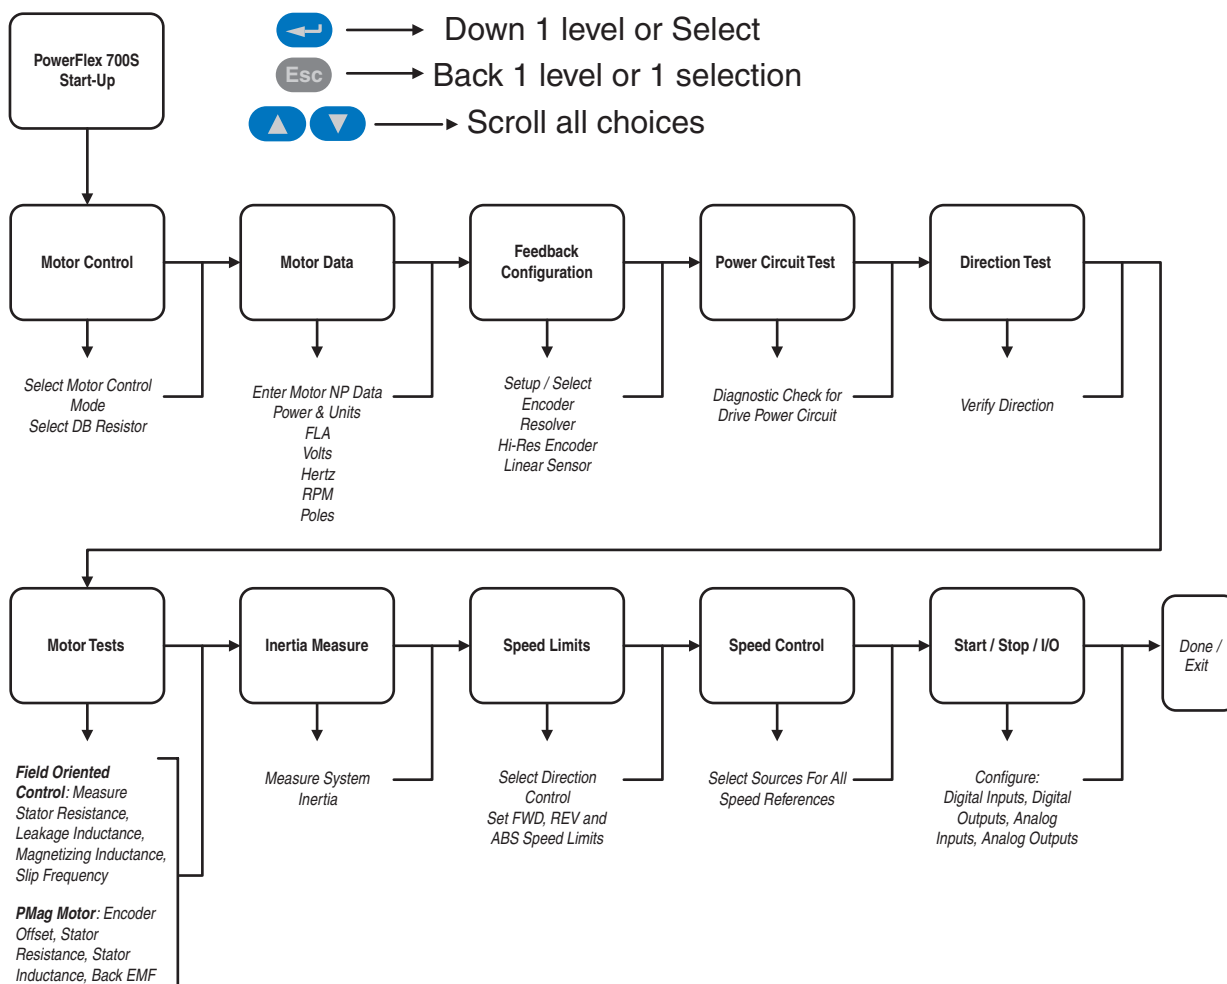 PowerFlex 700S
Start-Up
Down 1 level or Select
Esc
Back 1 level or 1 selection
Scroll all choices
Motor Control
Motor Data
Feedback
Configuration
Power Circuit Test
Direction Test
Select Motor Control
Mode
Select DB Resistor
Enter Motor NP Data
Power & Units
FLA
Volts
Hertz
RPM
Poles
Setup / Select
Encoder
Resolver
Hi-Res Encoder
Linear Sensor
Diagnostic Check for
Drive Power Circuit
Verify Direction
Motor Tests
Inertia Measure
Speed Limits
Speed Control
Start / Stop / I/O
Done /
Exit
Field Oriented
Control: Measure
Stator Resistance,
Leakage Inductance,
Magnetizing Inductance,
Slip Frequency
PMag Motor: Encoder
Offset, Stator
Resistance, Stator
Inductance, Back EMF
Measure System
Inertia
Select Direction
Control
Set FWD, REV and
ABS Speed Limits
Select Sources For All
Speed References
Configure:
Digital Inputs, Digital
Outputs, Analog
Inputs, Analog Outputs